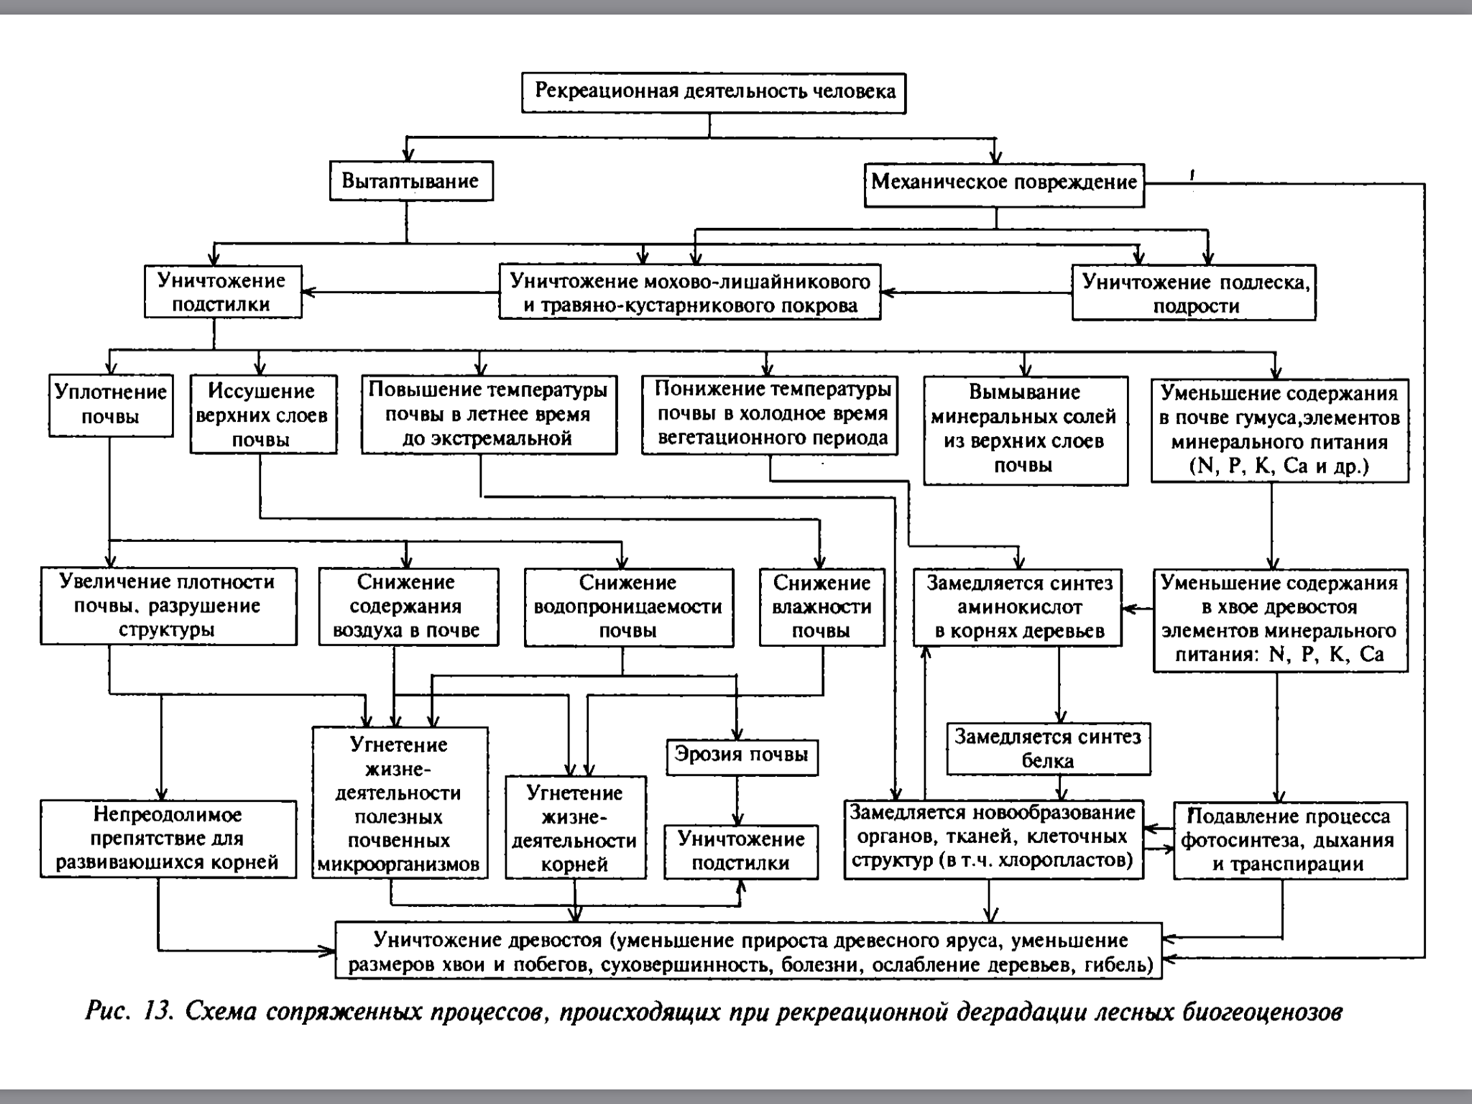 Рекреационная деятельность человека
Вытаптывание
Механическое повреждение
Уничтожение
подстилки
Уничтожение мохово-лишайникового
и травяно-кустарникового покрова
Уничтожение подлеска,
подрости
Уплотнение
почвы
Иссушение
верхних слоев
почвы
Повышение температуры
почвы в летнее время
до экстремальной
Понижение температуры
почвы в холодное время
вегетационного периода
Вымывание
минеральных солей
из верхних слоев
почвы
Уменьшение содержания
в почве гумуса,элементов
минерального питания
(N, P, K, Ca и др.)
Увеличение плотности
почвы, разрушение
структуры
Снижение
содержания
воздуха в почве
Снижение
водопроницаемости
почвы
Снижение
влажности
почвы
Замедляется синтез
аминокислот
в корнях деревьев
Уменьшение содержания
в хвое древостоя
элементов минерального
питания: N, P, K, Ca
Непреодолимое
препятствие для
развивающихся корней
Угнетение
жизне-
деятельности
полезных
почвенных
микроорганизмов
Угнетение
жизне-
деятельности
корней
Эрозия почвы
Уничтожение
подстилки
Замедляется синтез
белка
Замедляется новообразование
органов, тканей, клеточных
структур (в т.ч. хлоропластов)
Подавление процесса
фотосинтеза, дыхания
и транспирации
Уничтожение древостоя (уменьшение прироста древесного яруса, уменьшение
размеров хвои и побегов, суховершинность, болезни, ослабление деревьев, гибель)
Рис. 13. Схема сопряженных процессов, происходящих при рекреационной деградации лесных биогеоценозов